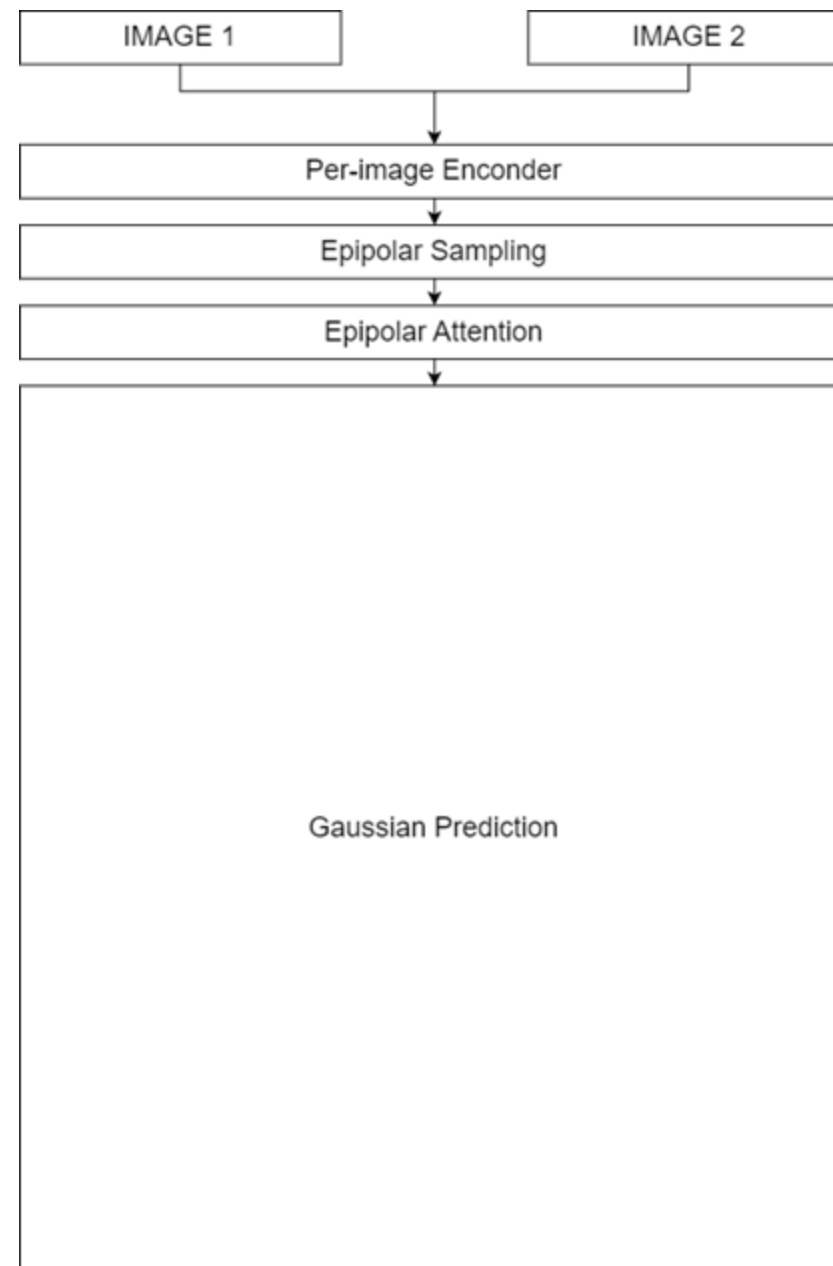 IMAGE 1
IMAGE 2
Per-image Enconder
Epipolar Sampling
Epipolar Attention
Gaussian Prediction